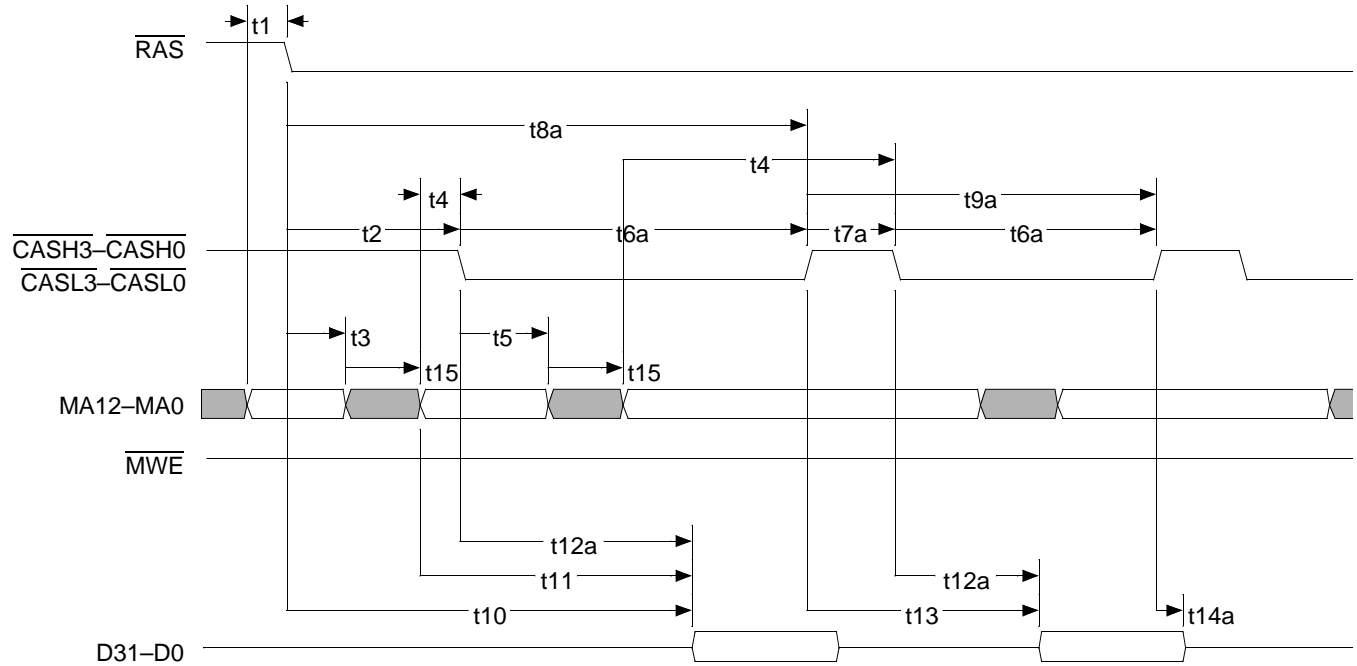 t1
RAS
t8a
t4
t4
t9a
t2
t6a
t7a
t6a
CASH3–CASH0
CASL3–CASL0
t3
t5
t15
t15
MA12–MA0
MWE
t12a
t11
t12a
t10
t13
t14a
D31–D0